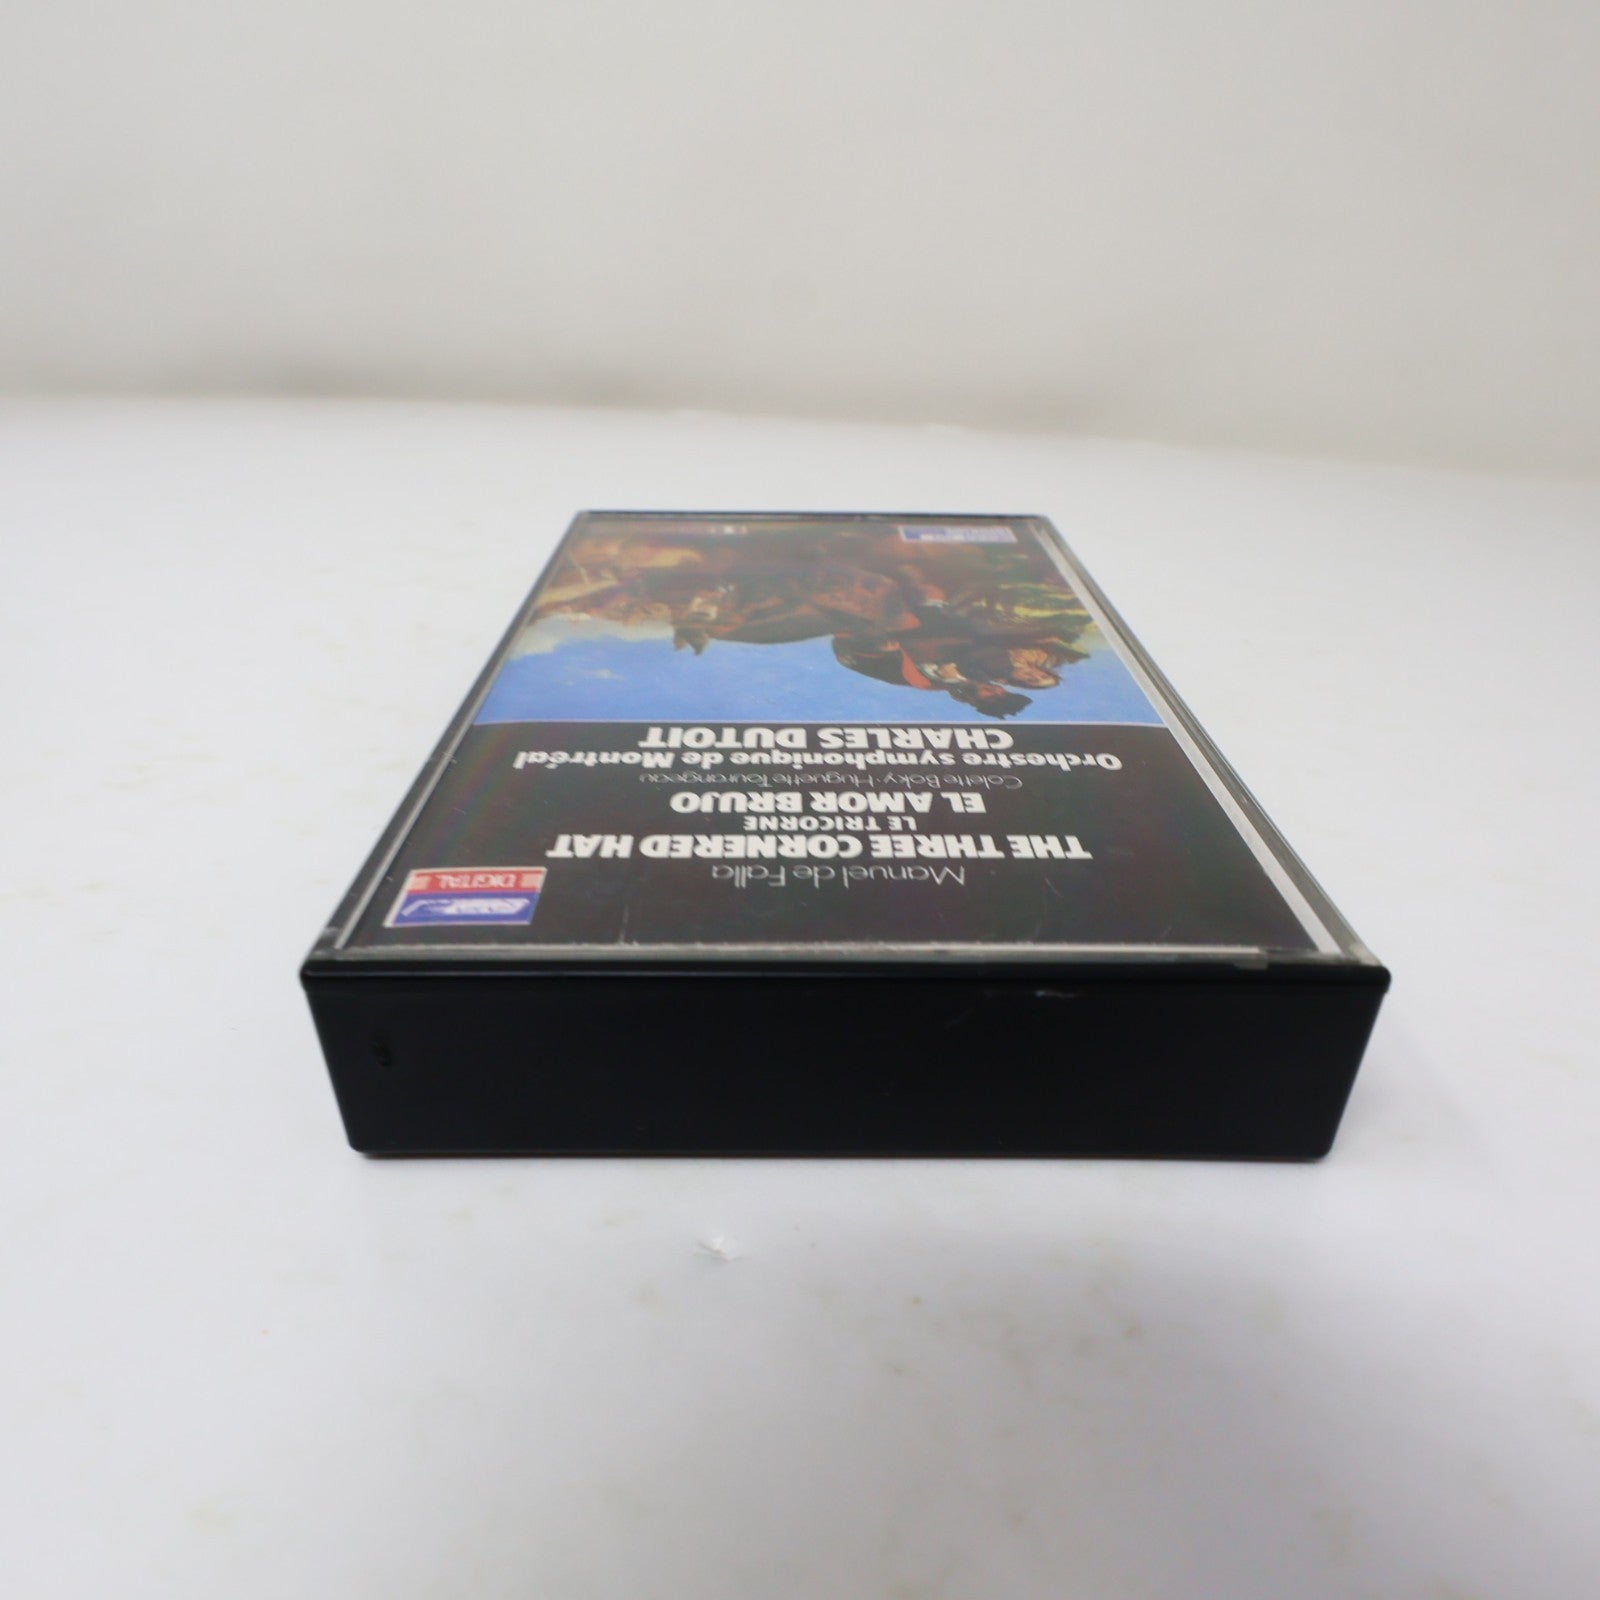 Manuel de Falla
THE THREE CORNERED HAT
LE TRICORNE
EL AMOR BRUJO
Colette Boky · Huguette Tourangeau
Orchestre symphonique de Montréal
CHARLES DUTOIT
DIGITAL